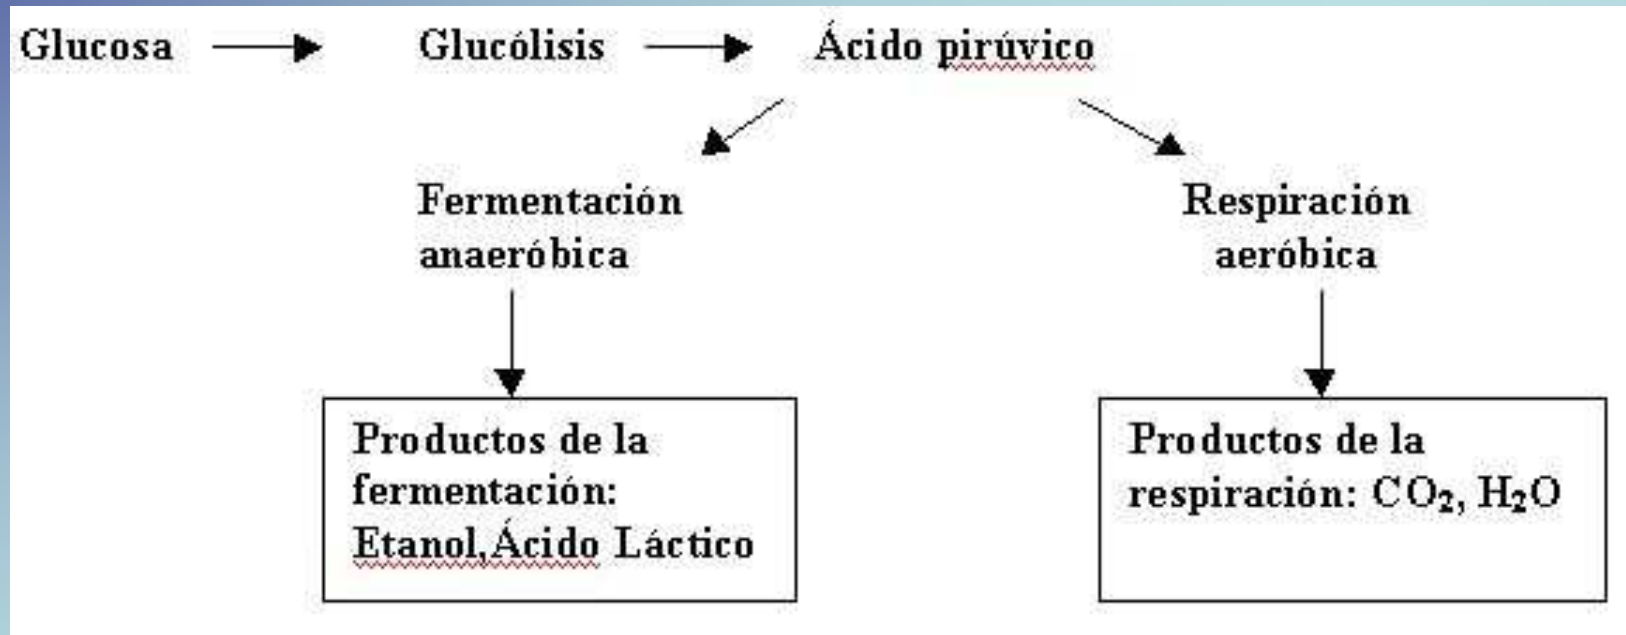 Glucosa Glucólisis Ácido pirúvico
Fermentación
anaeróbica
Respiración
aeróbica
Productos de la
fermentación:
Etanol,Ácido Láctico
Productos de la
respiración: CO₂, H₂O